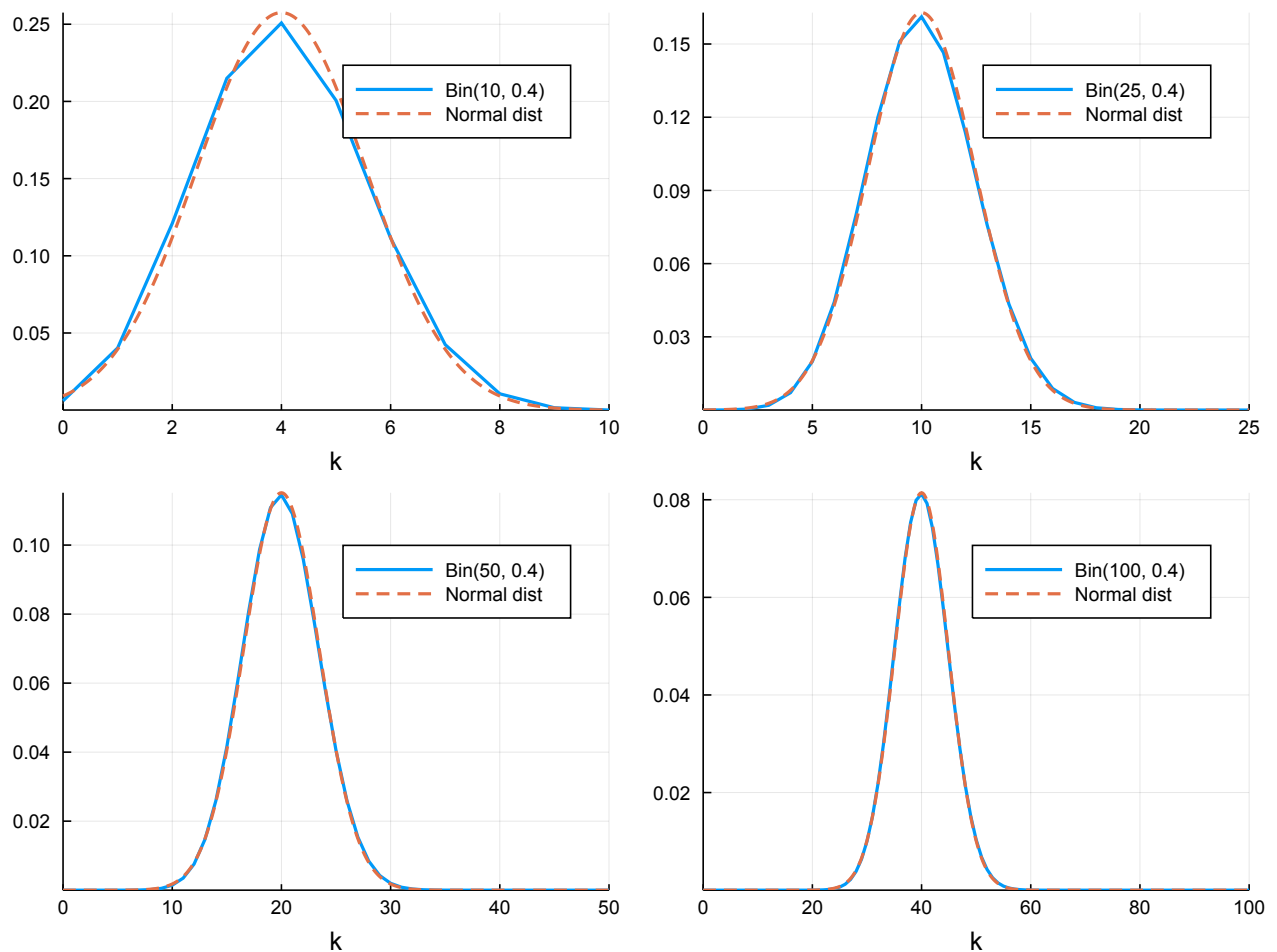 0.25
0.20
0.15
0.10
0.05
0 2 4 6 8 10
k
Bin(10, 0.4)
Normal dist
0.15
0.12
0.09
0.06
0.03
0 5 10 15 20 25
k
Bin(25, 0.4)
Normal dist
0.10
0.08
0.06
0.04
0.02
0 10 20 30 40 50
k
Bin(50, 0.4)
Normal dist
0.08
0.06
0.04
0.02
0 20 40 60 80 100
k
Bin(100, 0.4)
Normal dist